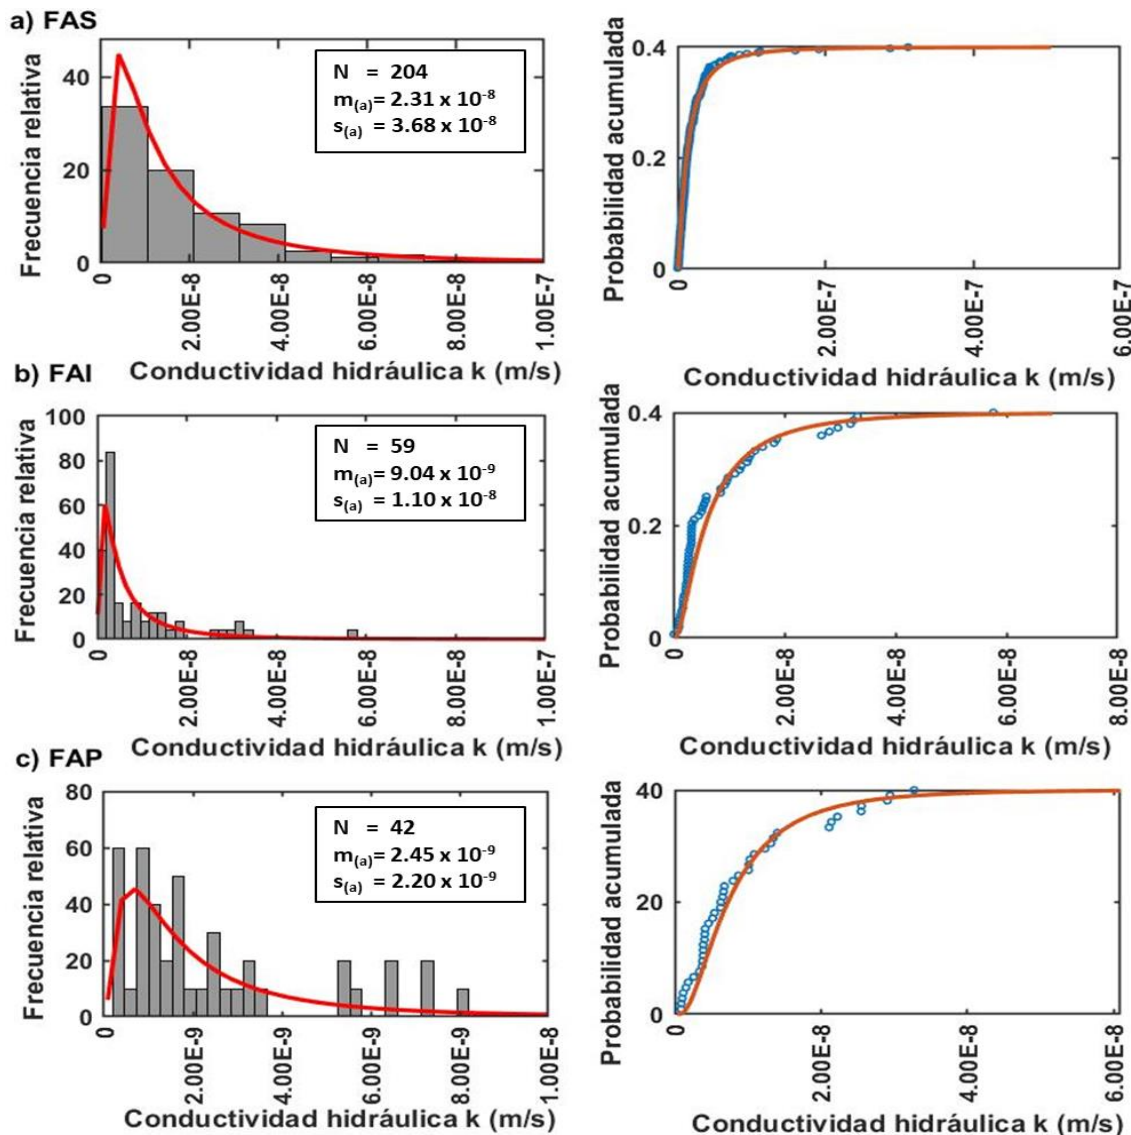 a) FAS
Frecuencia relativa
40
20
0
N = 204
m(a)= 2.31 x 10-8
s(a) = 3.68 x 10-8
0
2.00E-8
4.00E-8
6.00E-8
8.00E-8
1.00E-7
Conductividad hidráulica k (m/s)
Probabilidad acumulada
0.4
0.2
0
0
2.00E-7
4.00E-7
6.00E-7
Conductividad hidráulica k (m/s)
b) FAI
Frecuencia relativa
100
80
60
40
20
0
N = 59
m(a)= 9.04 x 10-9
s(a) = 1.10 x 10-8
0
2.00E-8
4.00E-8
6.00E-8
8.00E-8
1.00E-7
Conductividad hidráulica k (m/s)
Probabilidad acumulada
0.4
0.2
0
0
2.00E-8
4.00E-8
6.00E-8
8.00E-8
Conductividad hidráulica k (m/s)
c) FAP
Frecuencia relativa
80
60
40
20
0
N = 42
m(a)= 2.45 x 10-9
s(a) = 2.20 x 10-9
0
2.00E-9
4.00E-9
6.00E-9
8.00E-9
1.00E-8
Conductividad hidráulica k (m/s)
Probabilidad acumulada
40
20
0
0
2.00E-8
4.00E-8
6.00E-8
Conductividad hidráulica k (m/s)